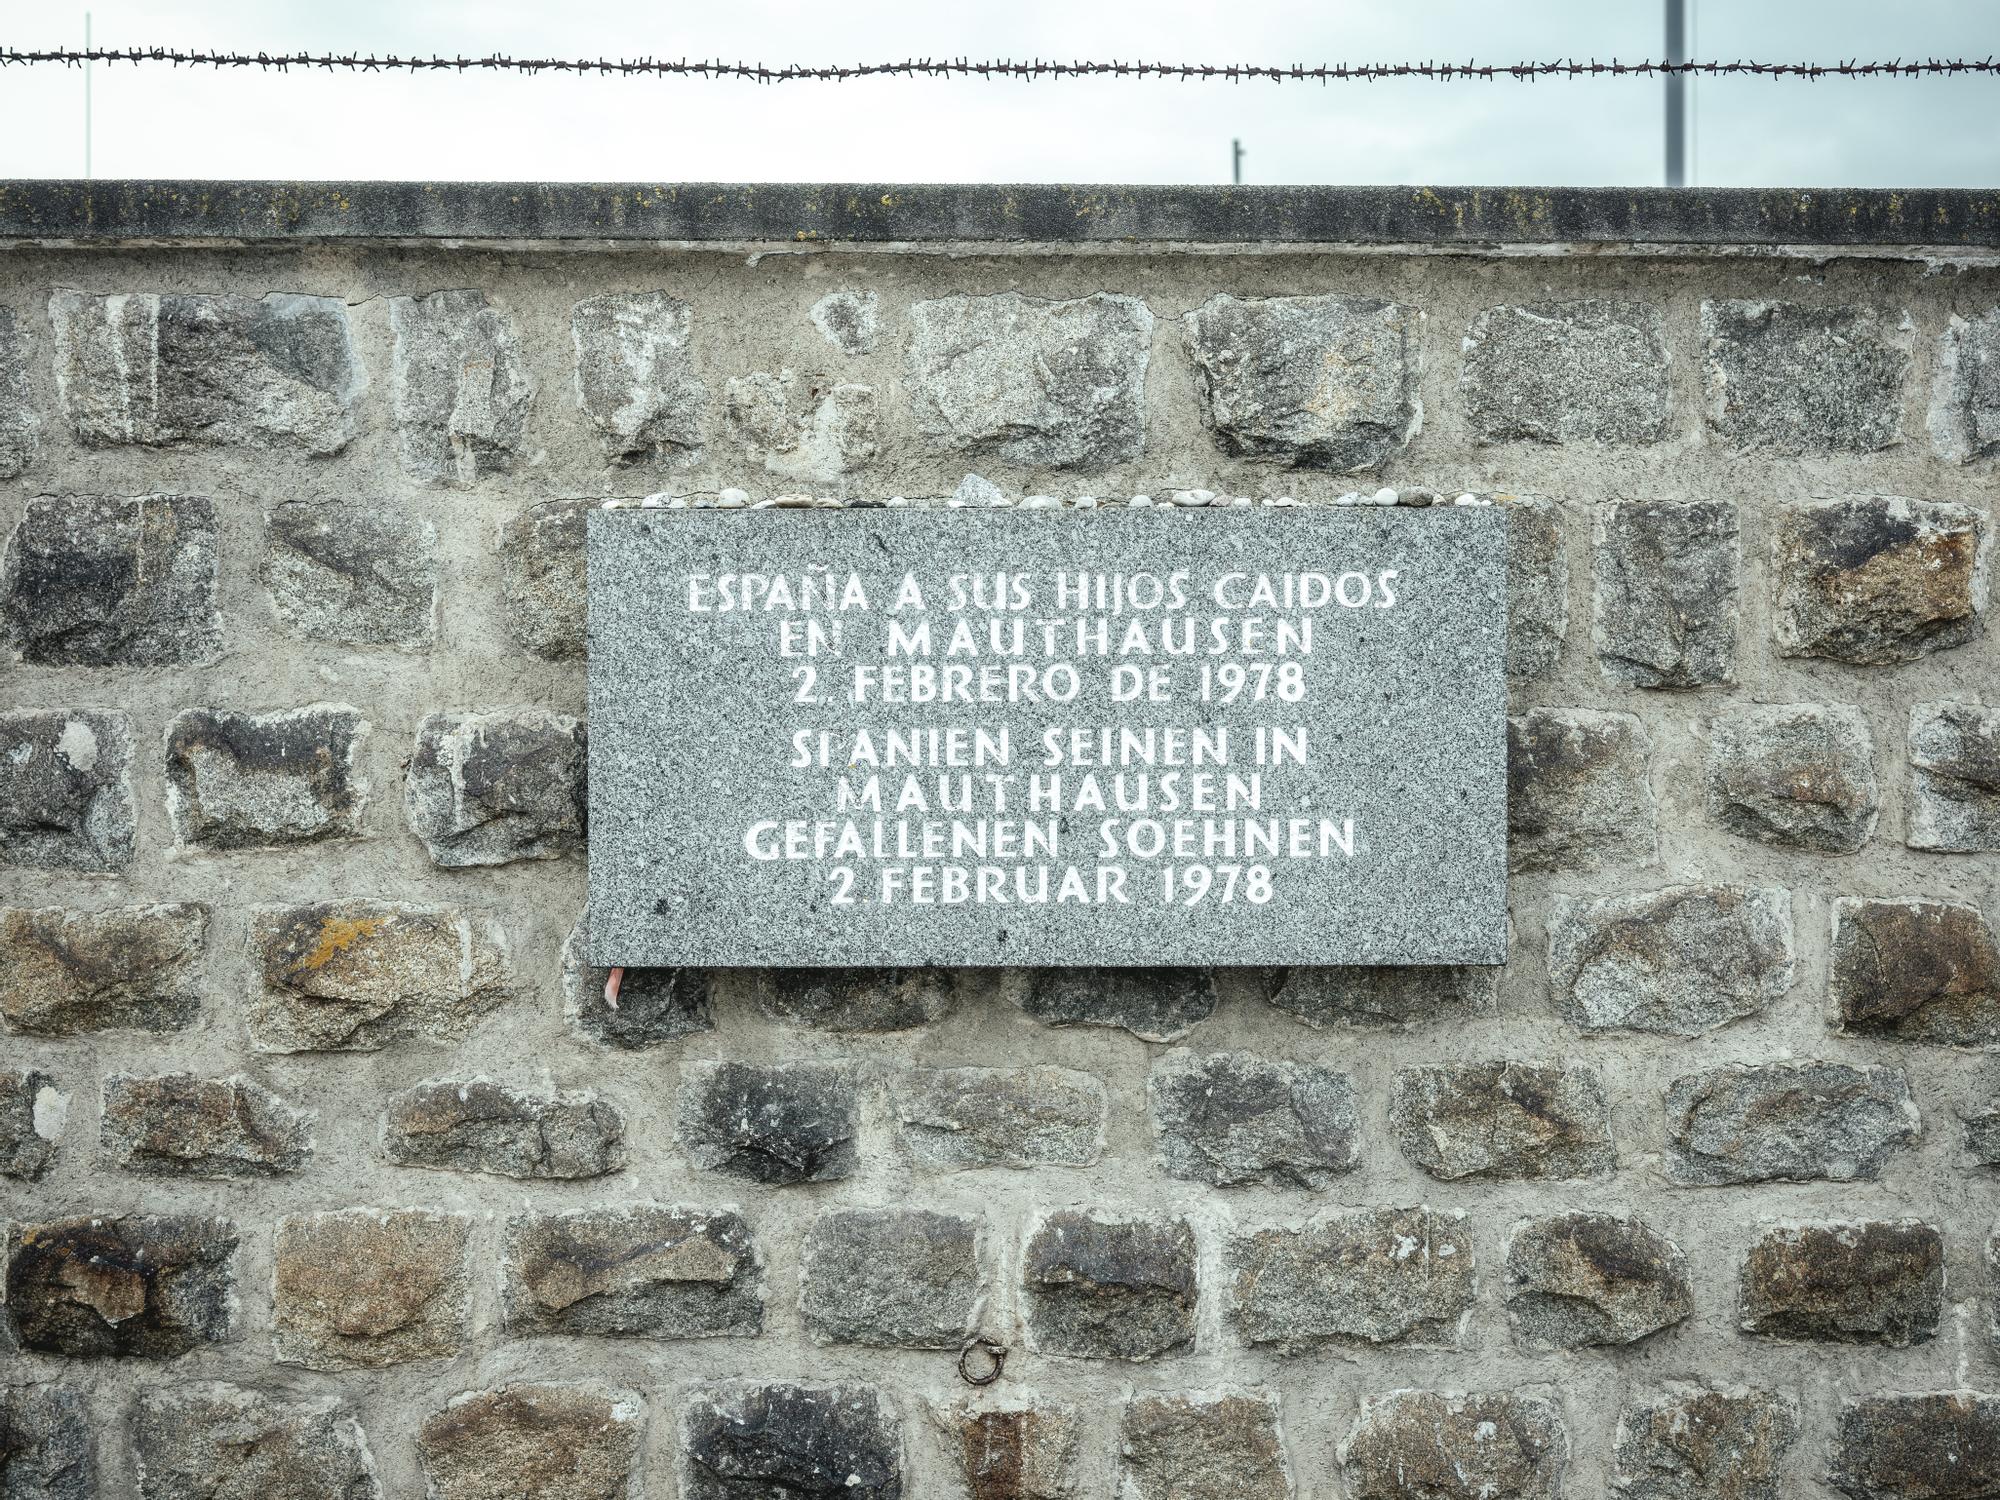 ESPAÑA A SUS HIJOS CAIDOS
EN MAUTHAUSEN
2. FEBRERO DE 1978
SPANIEN SEINEN IN
MAUTHAUSEN
GEFALLENEN SOEHNEN
2. FEBRUAR 1978